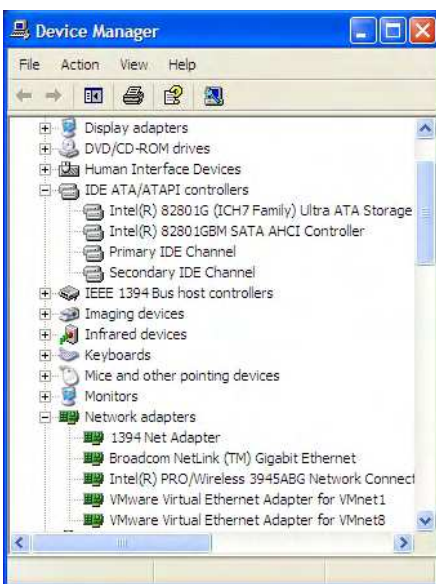 Device Manager
File Action View Help
Display adapters
DVD/CD-ROM drives
Human Interface Devices
IDE ATA/ATAPI controllers
Intel(R) 82801G (ICH7 Family) Ultra ATA Storage
Intel(R) 82801GBM SATA AHCI Controller
Primary IDE Channel
Secondary IDE Channel
IEEE 1394 Bus host controllers
Imaging devices
Infrared devices
Keyboards
Mice and other pointing devices
Monitors
Network adapters
1394 Net Adapter
Broadcom NetLink (TM) Gigabit Ethernet
Intel(R) PRO/Wireless 3945ABG Network Connect
VMware Virtual Ethernet Adapter for VMnet1
VMware Virtual Ethernet Adapter for VMnet8